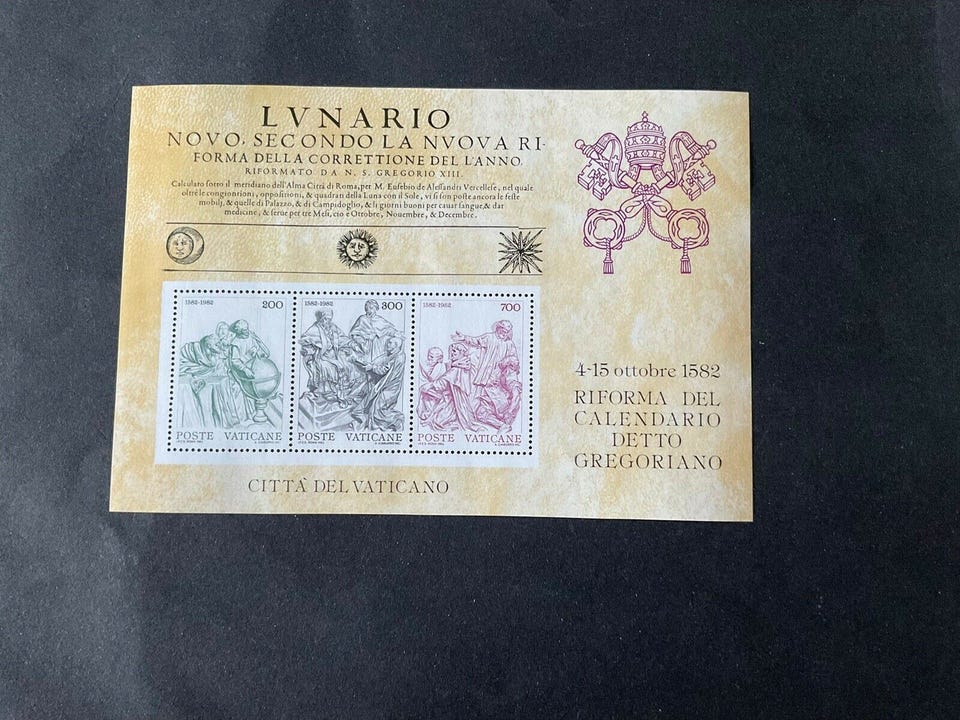 LVNARIO
NOVO, SECONDO LA NVOVA RI-
FORMA DELLA CORRETTIONE DEL L'ANNO.
RIFORMATO DA N. S. GREGORIO XIII.
Calculato sotto il meridiano dell'Alma Città di Roma, per M. Eusebio de Alessandri Vercellese, nel quale
oltre le congiontioni, oppositioni, & quadrati della Luna con il Sole, vi si son poste ancora le feste
mobili, & quelle di Palazzo, & di Campidoglio, & li giorni buoni per cauar sangue, & dar
medicine, & serue per tre Mesi, cio e Ottobre, Nouembre, & Decembre.
1582-1982 200
1582-1982 300
1582-1982 700
POSTE VATICANE
POSTE VATICANE
POSTE VATICANE
CITTÀ DEL VATICANO
4-15 ottobre 1582
RIFORMA DEL
CALENDARIO
DETTO
GREGORIANO